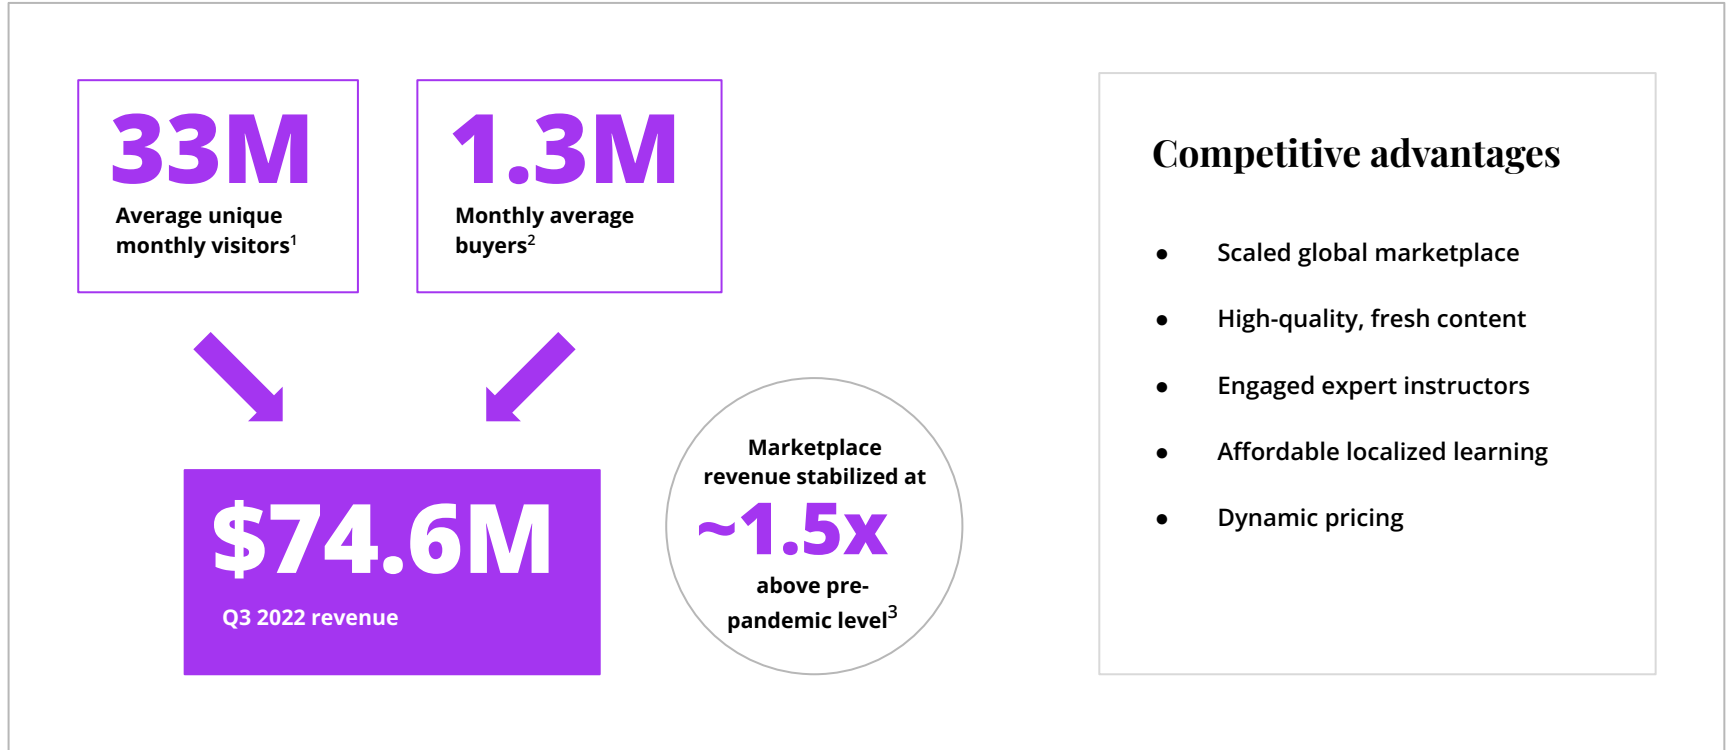 33M
Average unique
monthly visitors1
1.3M
Monthly average
buyers2
$74.6M
Q3 2022 revenue
Marketplace
revenue stabilized at
~1.5x
above pre-
pandemic level3
Competitive advantages
● Scaled global marketplace
● High-quality, fresh content
● Engaged expert instructors
● Affordable localized learning
● Dynamic pricing